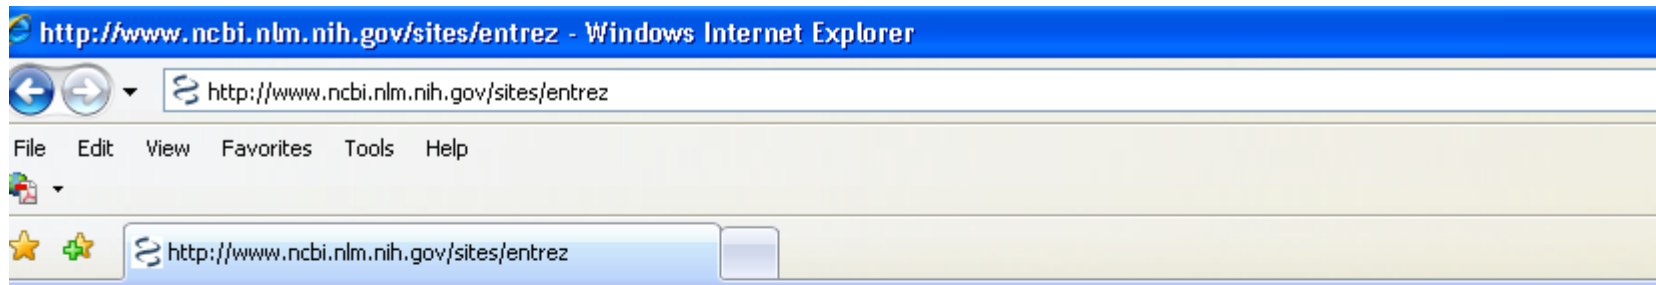 http://www.ncbi.nlm.nih.gov/sites/entrez - Windows Internet Explorer
http://www.ncbi.nlm.nih.gov/sites/entrez
File Edit View Favorites Tools Help
http://www.ncbi.nlm.nih.gov/sites/entrez